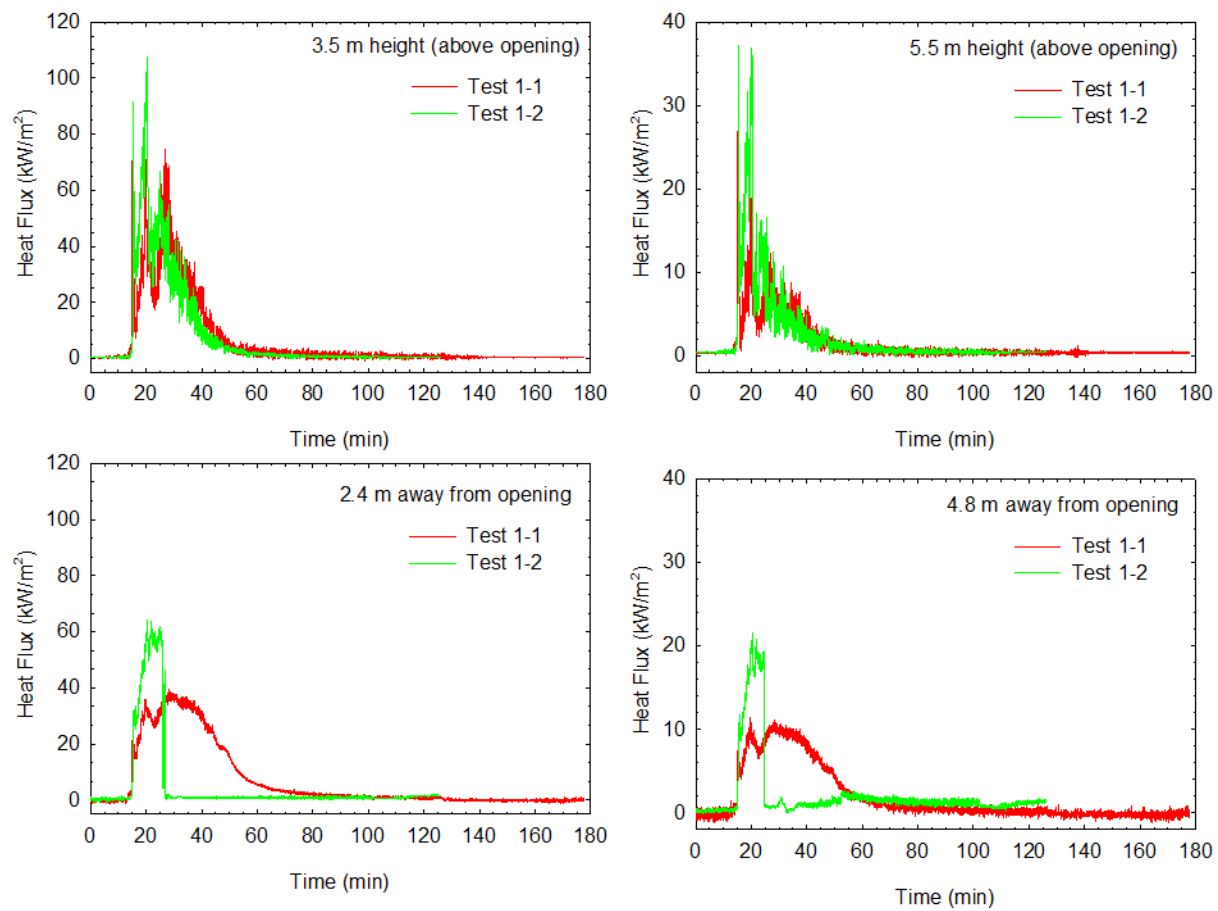 120
100
80
60
40
20
0
Heat Flux (kW/m²)
3.5 m height (above opening)
Test 1-1
Test 1-2
0 20 40 60 80 100 120 140 160 180
Time (min)
40
30
20
10
0
Heat Flux (kW/m²)
5.5 m height (above opening)
Test 1-1
Test 1-2
0 20 40 60 80 100 120 140 160 180
Time (min)
120
100
80
60
40
20
0
Heat Flux (kW/m²)
2.4 m away from opening
Test 1-1
Test 1-2
0 20 40 60 80 100 120 140 160 180
Time (min)
40
30
20
10
0
Heat Flux (kW/m²)
4.8 m away from opening
Test 1-1
Test 1-2
0 20 40 60 80 100 120 140 160 180
Time (min)